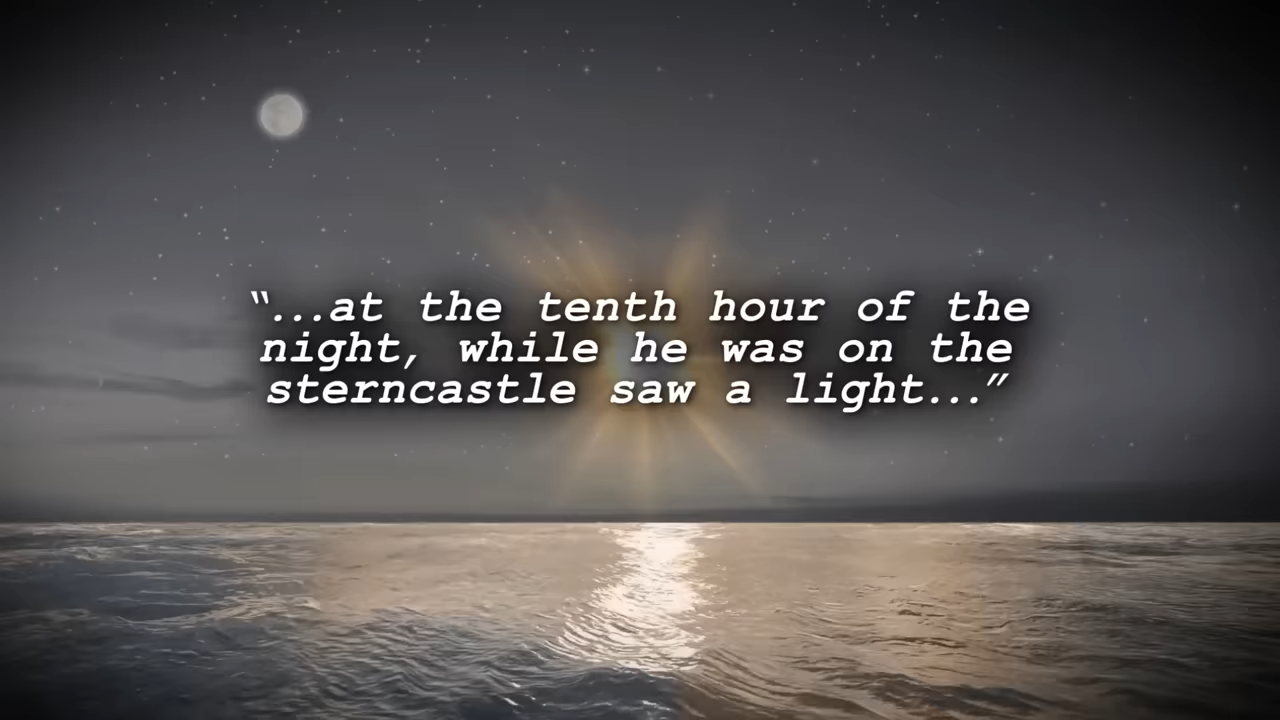 “...at the tenth hour of the
night, while he was on the
sterncastle saw a light...”